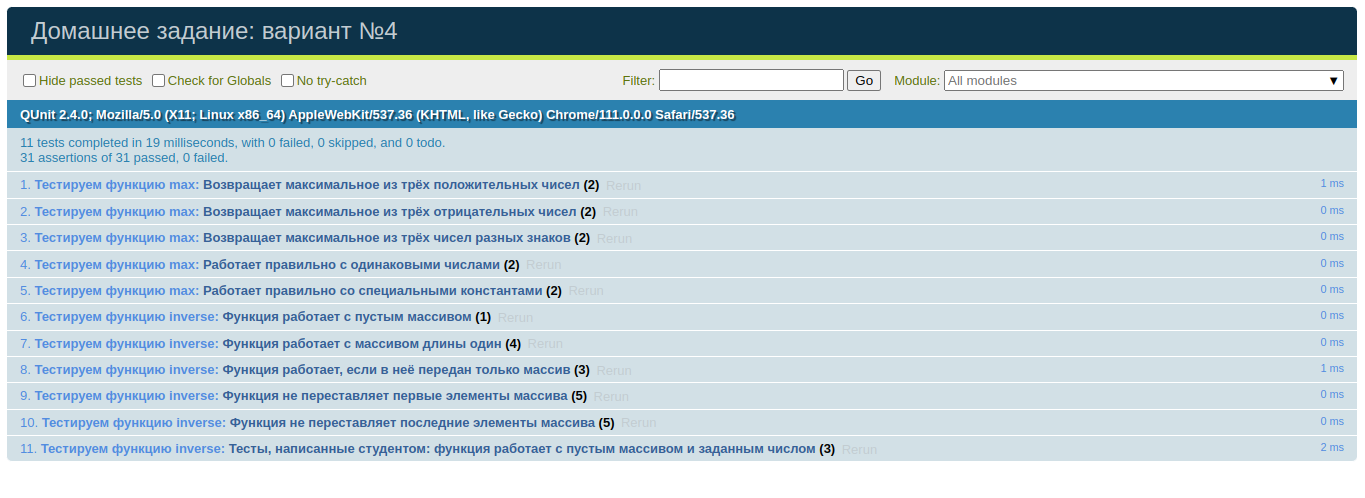 Домашнее задание: вариант №4
Hide passed tests Check for Globals No try-catch Filter: Go Module: All modules
QUnit 2.4.0; Mozilla/5.0 (X11; Linux x86_64) AppleWebKit/537.36 (KHTML, like Gecko) Chrome/111.0.0.0 Safari/537.36
11 tests completed in 19 milliseconds, with 0 failed, 0 skipped, and 0 todo.
31 assertions of 31 passed, 0 failed.
1. Тестируем функцию max: Возвращает максимальное из трёх положительных чисел (2) Rerun 1 ms
2. Тестируем функцию max: Возвращает максимальное из трёх отрицательных чисел (2) Rerun 0 ms
3. Тестируем функцию max: Возвращает максимальное из трёх чисел разных знаков (2) Rerun 0 ms
4. Тестируем функцию max: Работает правильно с одинаковыми числами (2) Rerun 0 ms
5. Тестируем функцию max: Работает правильно со специальными константами (2) Rerun 0 ms
6. Тестируем функцию inverse: Функция работает с пустым массивом (1) Rerun 0 ms
7. Тестируем функцию inverse: Функция работает с массивом длины один (4) Rerun 0 ms
8. Тестируем функцию inverse: Функция работает, если в неё передан только массив (3) Rerun 1 ms
9. Тестируем функцию inverse: Функция не переставляет первые элементы массива (5) Rerun 0 ms
10. Тестируем функцию inverse: Функция не переставляет последние элементы массива (5) Rerun 0 ms
11. Тестируем функцию inverse: Тесты, написанные студентом: функция работает с пустым массивом и заданным числом (3) Rerun 2 ms